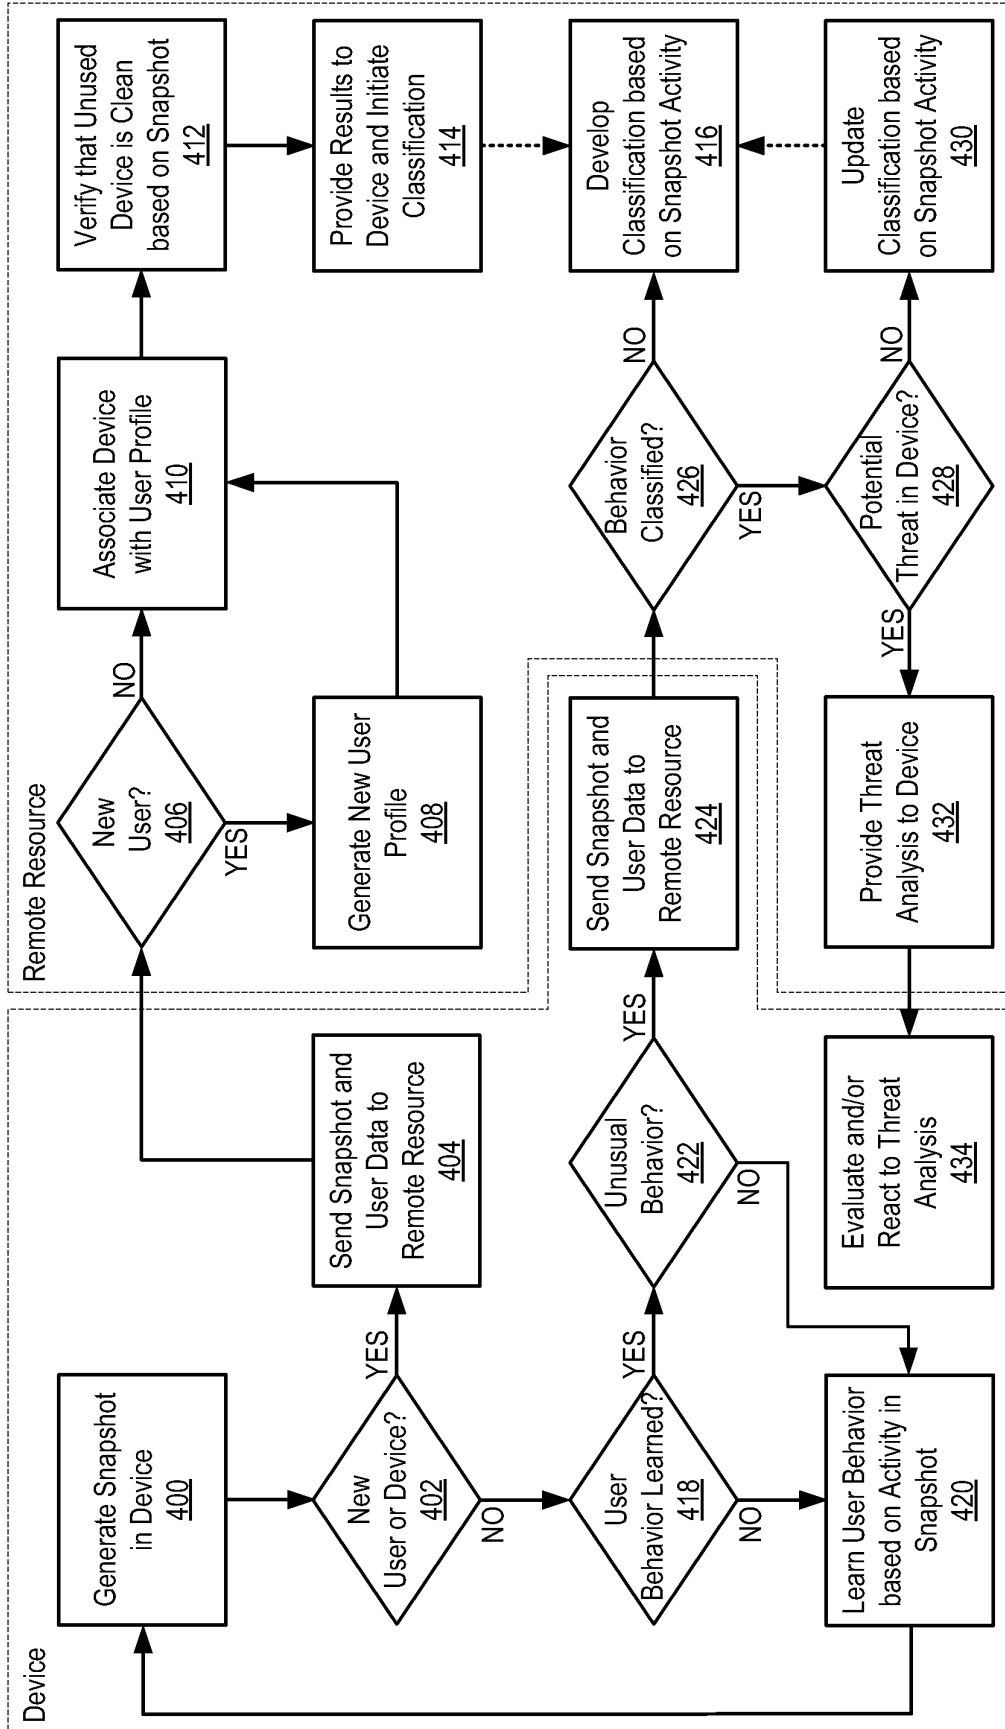 Device
Generate Snapshot
in Device
400
New
User or Device?
402
YES
NO
Send Snapshot and
User Data to
Remote Resource
404
User
Behavior Learned?
418
YES
NO
Learn User Behavior
based on Activity in
Snapshot
420
Unusual
Behavior?
422
YES
NO
Send Snapshot and
User Data to
Remote Resource
424
Evaluate and/or
React to Threat
Analysis
434
Remote Resource
New
User?
406
NO
YES
Generate New User
Profile
408
Associate Device
with User Profile
410
Verify that Unused
Device is Clean
based on Snapshot
412
Provide Results to
Device and Initiate
Classification
414
Behavior
Classified?
426
NO
YES
Develop
Classification based
on Snapshot Activity
416
Potential
Threat in Device?
428
NO
YES
Update
Classification based
on Snapshot Activity
430
Provide Threat
Analysis to Device
432